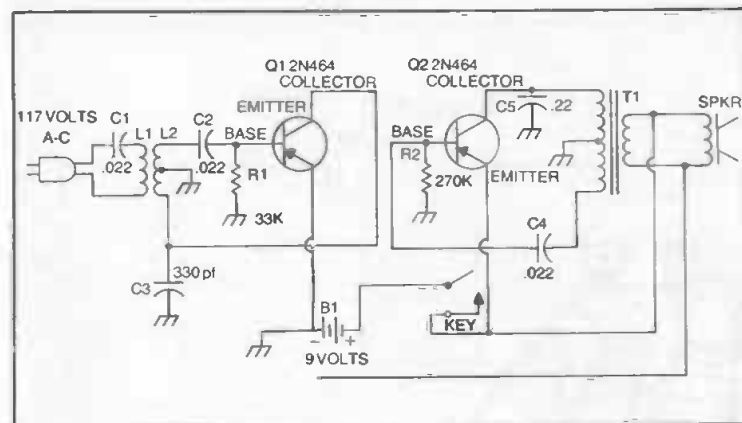 Q1 2N464
COLLECTOR
Q2 2N464
COLLECTOR
117 VOLTS
A-C
C1
.022
L1
L2
C2
.022
EMITTER
BASE
R1
33K
C3
330 pf
B1
- +
9 VOLTS
KEY
BASE
R2
270K
EMITTER
C5
.22
C4
.022
T1
SPKR